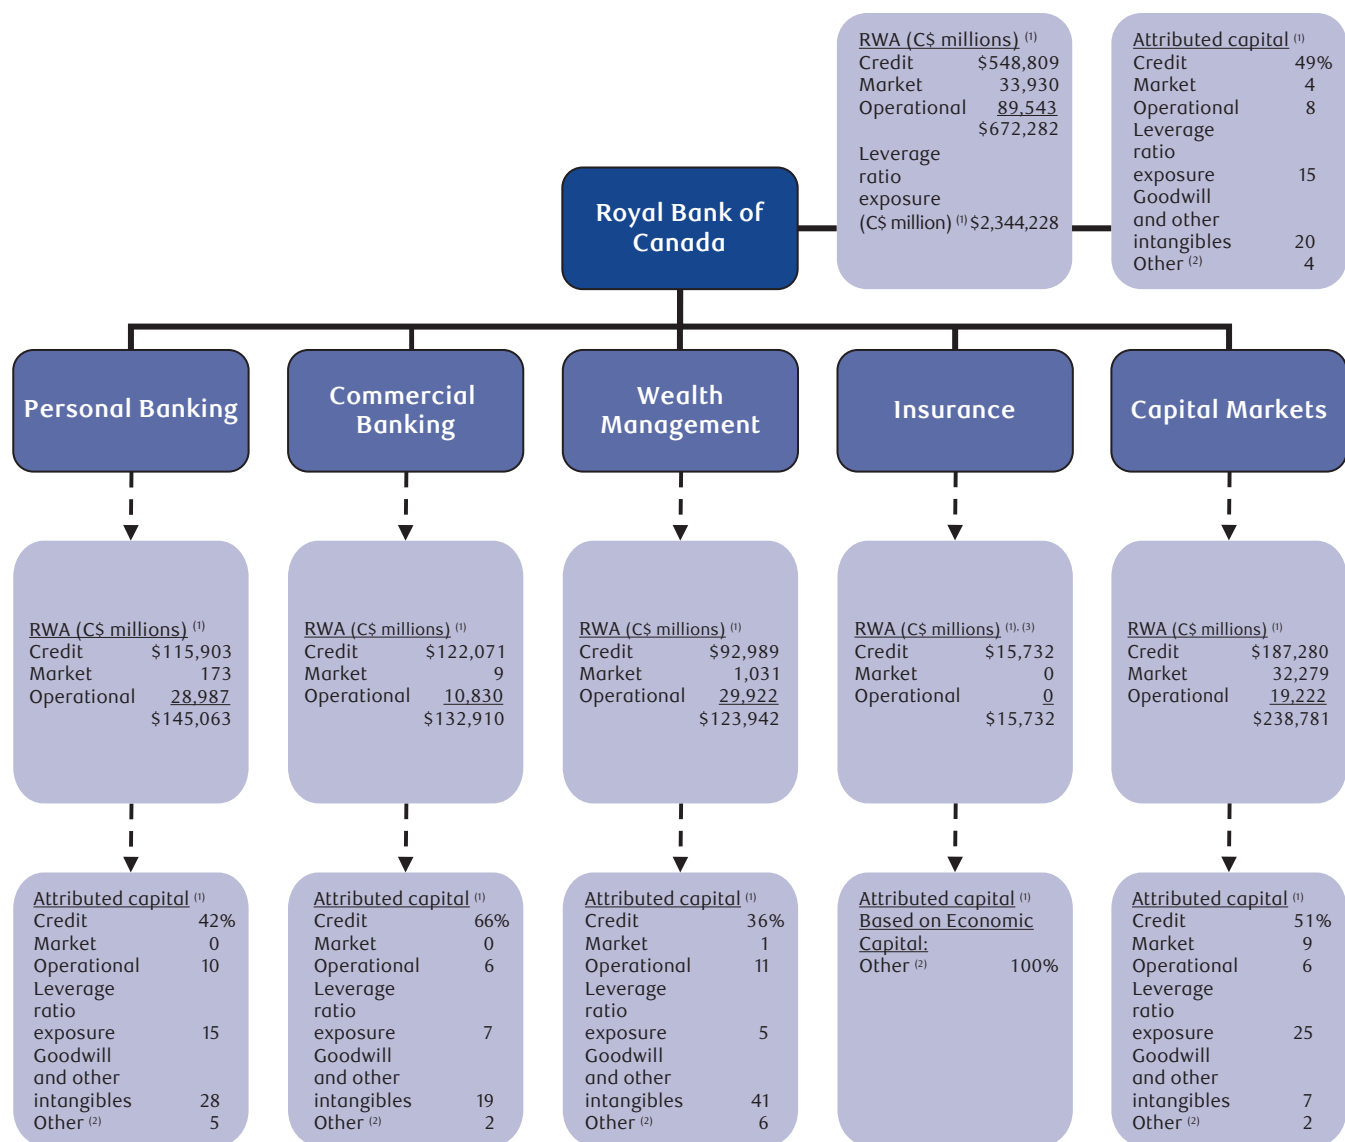 RWA (C$ millions) (1)
Credit $548,809
Market 33,930
Operational 89,543
$672,282
Leverage
ratio
exposure
(C$ million) (1) $2,344,228
Attributed capital (1)
Credit 49%
Market 4
Operational 8
Leverage
ratio
exposure 15
Goodwill
and other
intangibles 20
Other (2) 4
Royal Bank of
Canada
Personal Banking
Commercial
Banking
Wealth
Management
Insurance
Capital Markets
RWA (C$ millions) (1)
Credit $115,903
Market 173
Operational 28,987
$145,063
RWA (C$ millions) (1)
Credit $122,071
Market 9
Operational 10,830
$132,910
RWA (C$ millions) (1)
Credit $92,989
Market 1,031
Operational 29,922
$123,942
RWA (C$ millions) (1), (3)
Credit $15,732
Market 0
Operational 0
$15,732
RWA (C$ millions) (1)
Credit $187,280
Market 32,279
Operational 19,222
$238,781
Attributed capital (1)
Credit 42%
Market 0
Operational 10
Leverage
ratio
exposure 15
Goodwill
and other
intangibles 28
Other (2) 5
Attributed capital (1)
Credit 66%
Market 0
Operational 6
Leverage
ratio
exposure 7
Goodwill
and other
intangibles 19
Other (2) 2
Attributed capital (1)
Credit 36%
Market 1
Operational 11
Leverage
ratio
exposure 5
Goodwill
and other
intangibles 41
Other (2) 6
Attributed capital (1)
Based on Economic
Capital:
Other (2) 100%
Attributed capital (1)
Credit 51%
Market 9
Operational 6
Leverage
ratio
exposure 25
Goodwill
and other
intangibles 7
Other (2) 2